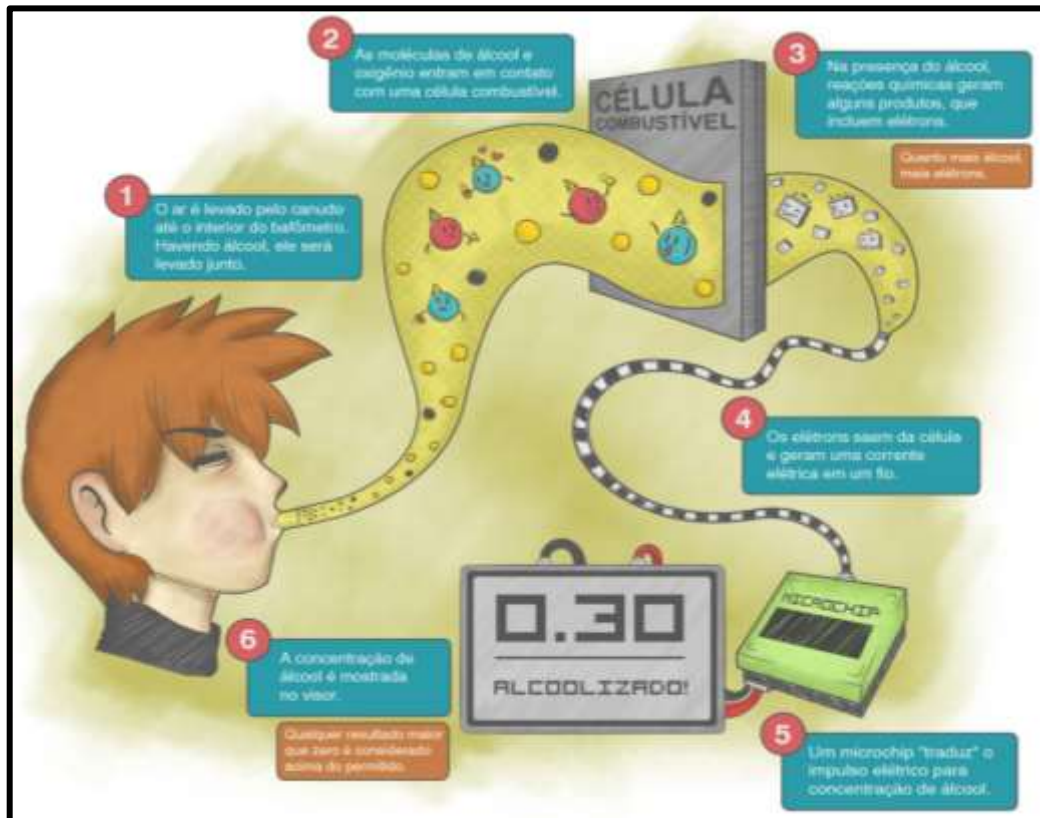 1
O ar é levado pelo canudo
até o interior do bafômetro.
Havendo álcool, ele será
levado junto.
2
As moléculas de álcool e
oxigênio entram em contato
com uma célula combustível.
CÉLULA
COMBUSTÍVEL
3
Na presença do álcool,
reações químicas geram
alguns produtos, que
incluem elétrons.
Quanto mais álcool,
mais elétrons.
4
Os elétrons saem da célula
e geram uma corrente
elétrica em um fio.
MICROCHIP
5
Um microchip "traduz" o
impulso elétrico para
concentração de álcool.
0.30
ALCOOLIZADO!
6
A concentração de
álcool é mostrada
no visor.
Qualquer resultado maior
que zero é considerado
acima do permitido.